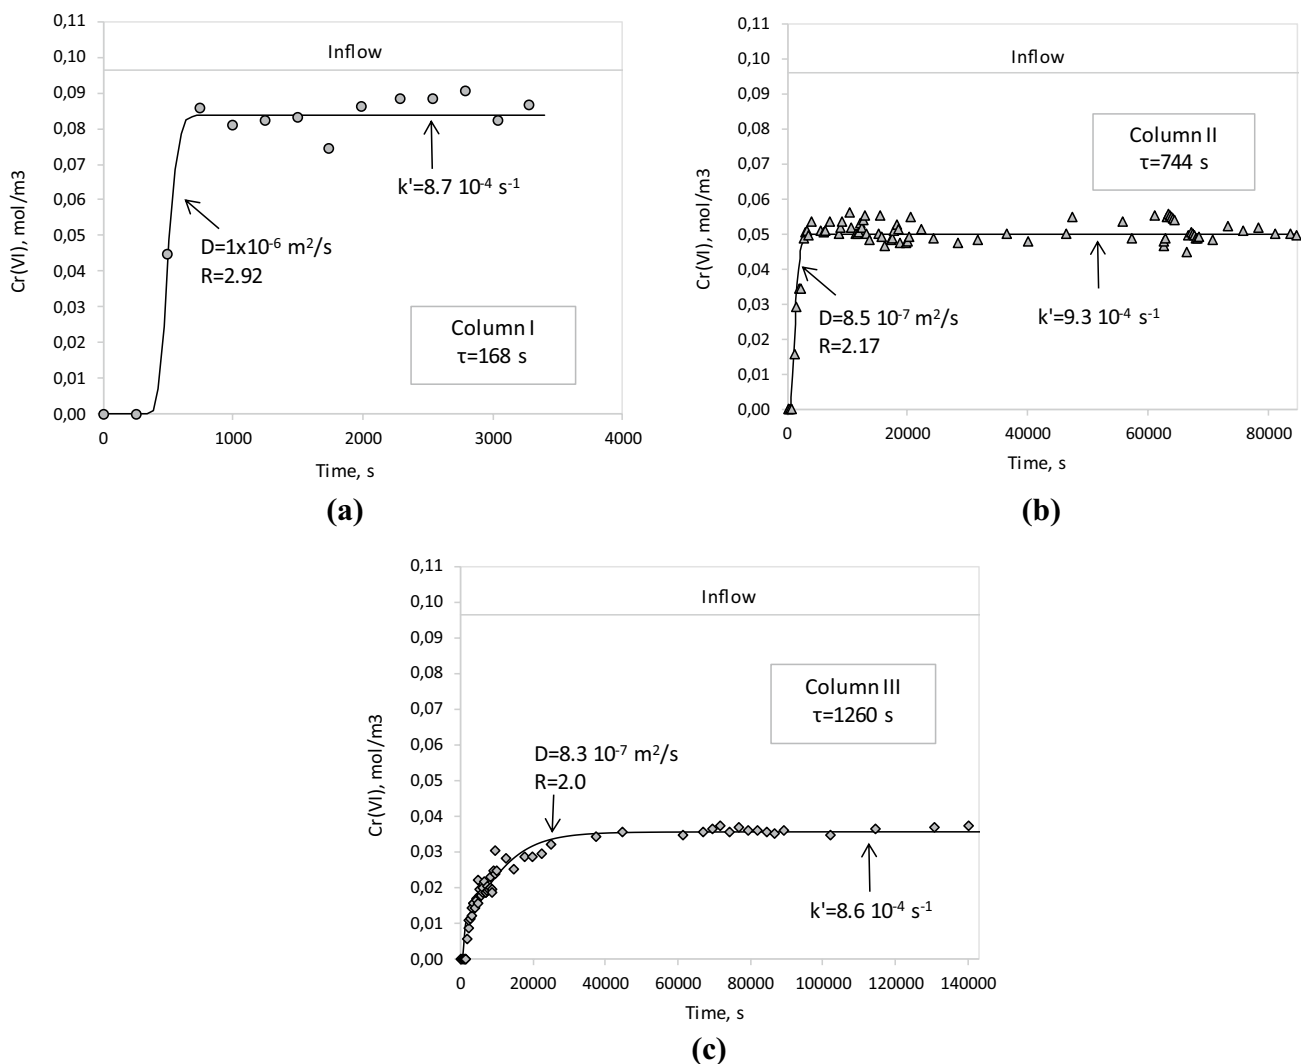 0,11
0,10
0,09
0,08
0,07
0,06
0,05
0,04
0,03
0,02
0,01
0,00
Cr(VI), mol/m3
Inflow
k'=8.7 10⁻⁴ s⁻¹
D=1x10⁻⁶ m²/s
R=2.92
Column I
τ=168 s
0 1000 2000 3000 4000
Time, s
(a)
0,11
0,10
0,09
0,08
0,07
0,06
0,05
0,04
0,03
0,02
0,01
0,00
Cr(VI), mol/m3
Inflow
Column II
τ=744 s
D=8.5 10⁻⁷ m²/s
R=2.17
k'=9.3 10⁻⁴ s⁻¹
0 20000 40000 60000 80000
Time, s
(b)
0,11
0,10
0,09
0,08
0,07
0,06
0,05
0,04
0,03
0,02
0,01
0,00
Cr(VI), mol/m3
Inflow
Column III
τ=1260 s
D=8.3 10⁻⁷ m²/s
R=2.0
k'=8.6 10⁻⁴ s⁻¹
0 20000 40000 60000 80000 100000 120000 140000
Time, s
(c)